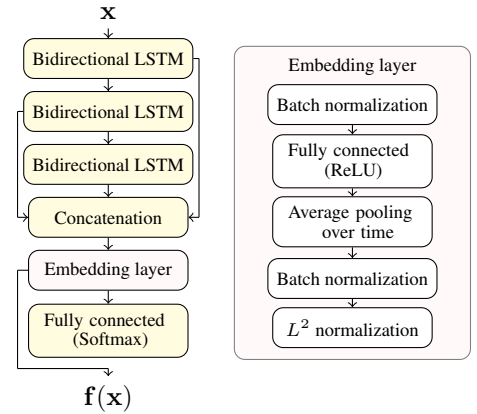 x
Bidirectional LSTM
Bidirectional LSTM
Bidirectional LSTM
Concatenation
Embedding layer
Fully connected
(Softmax)
f(x)
Embedding layer
Batch normalization
Fully connected
(ReLU)
Average pooling
over time
Batch normalization
L² normalization